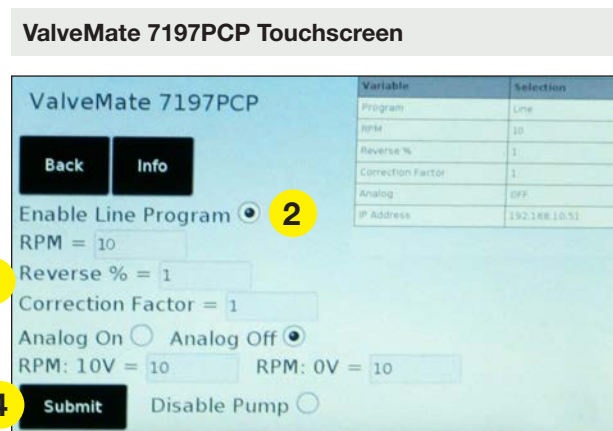 ValveMate 7197PCP Touchscreen
ValveMate 7197PCP
Variable Selection
Program Line
RPM 10
Reverse % 1
Correction Factor 1
Analog OFF
IP Address 192.168.10.51
Back Info
Enable Line Program 2
RPM = 10
Reverse % = 1
Correction Factor = 1
Analog On Analog Off
RPM: 10V = 10 RPM: 0V = 10
4 Submit Disable Pump